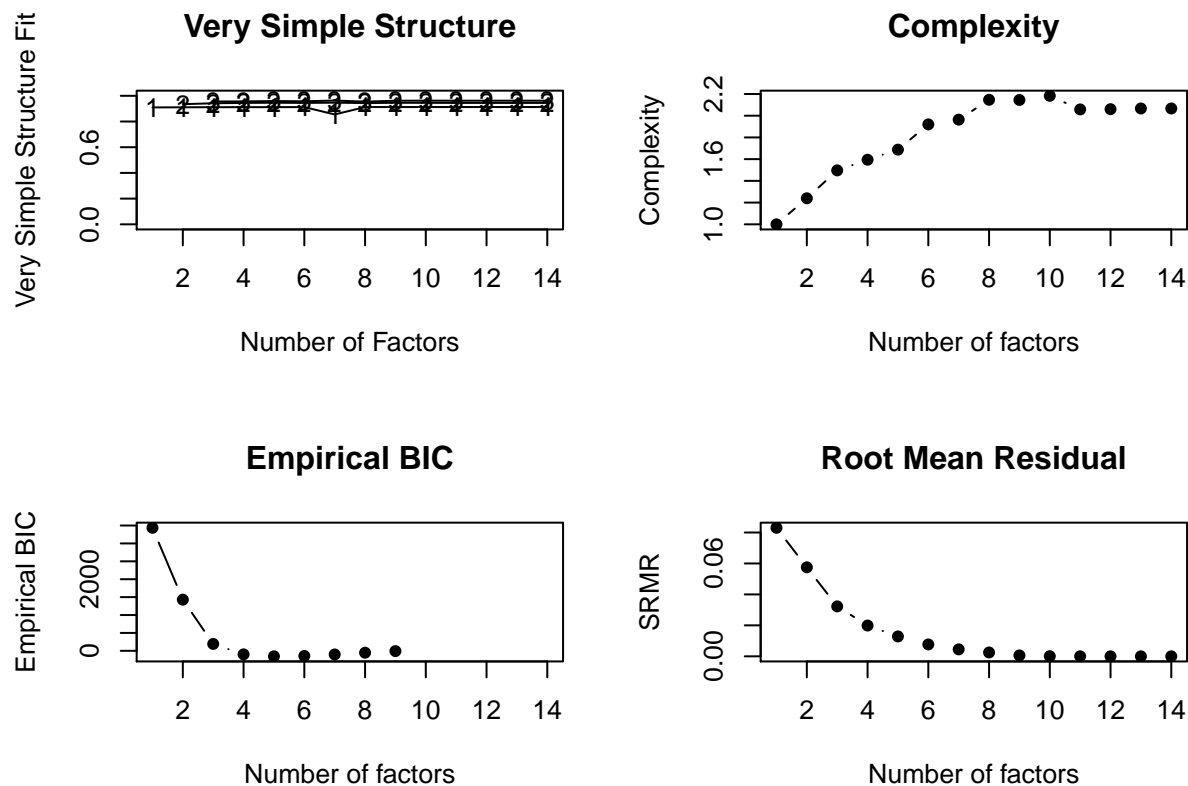 Very Simple Structure
Very Simple Structure Fit
0.0 0.6
1
2 4 6 8 10 12 14
Number of Factors
Complexity
Complexity
1.0 1.6 2.2
2 4 6 8 10 12 14
Number of factors
Empirical BIC
Empirical BIC
0 2000
2 4 6 8 10 12 14
Number of factors
Root Mean Residual
SRMR
0.00 0.06
2 4 6 8 10 12 14
Number of factors